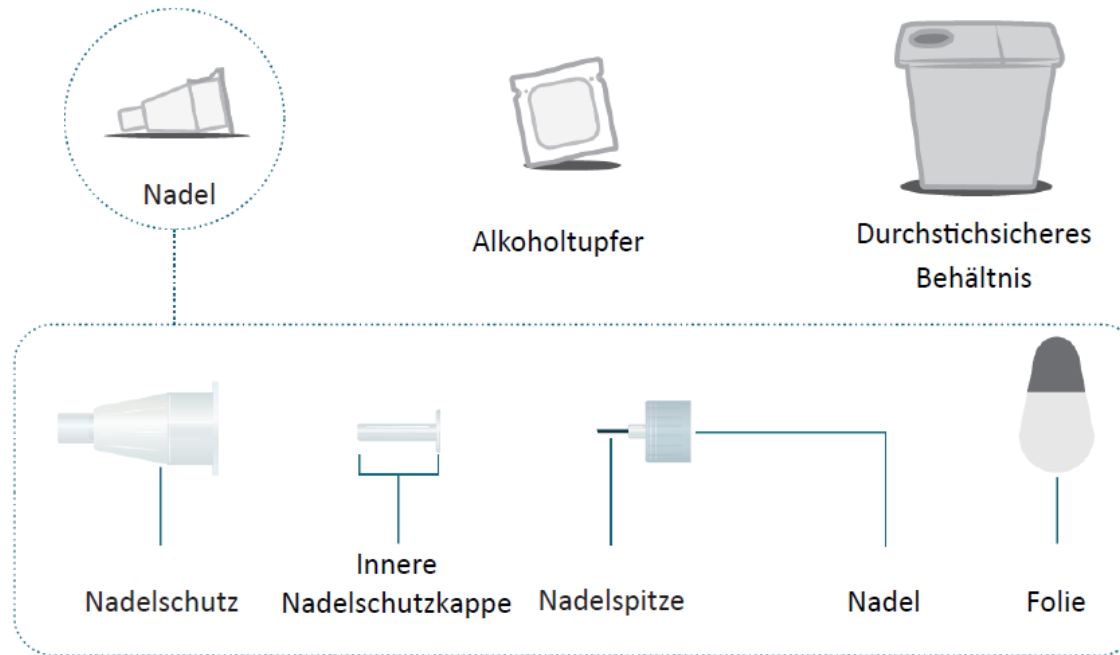 Nadel
Alkoholtupfer
Durchstichsicheres
Behältnis
Nadelschutz
Innere
Nadelschutzkappe
Nadelspitze
Nadel
Folie